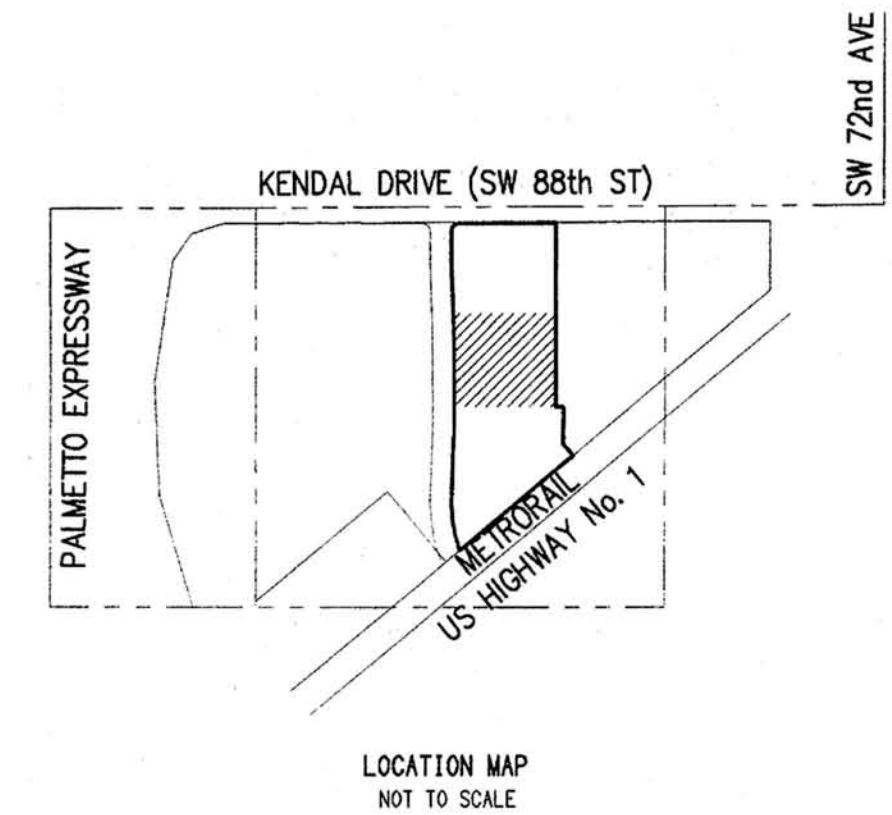 SW 72nd AVE
KENDAL DRIVE (SW 88th ST)
PALMETTO EXPRESSWAY
METRORAIL
US HIGHWAY No. 1
LOCATION MAP
NOT TO SCALE